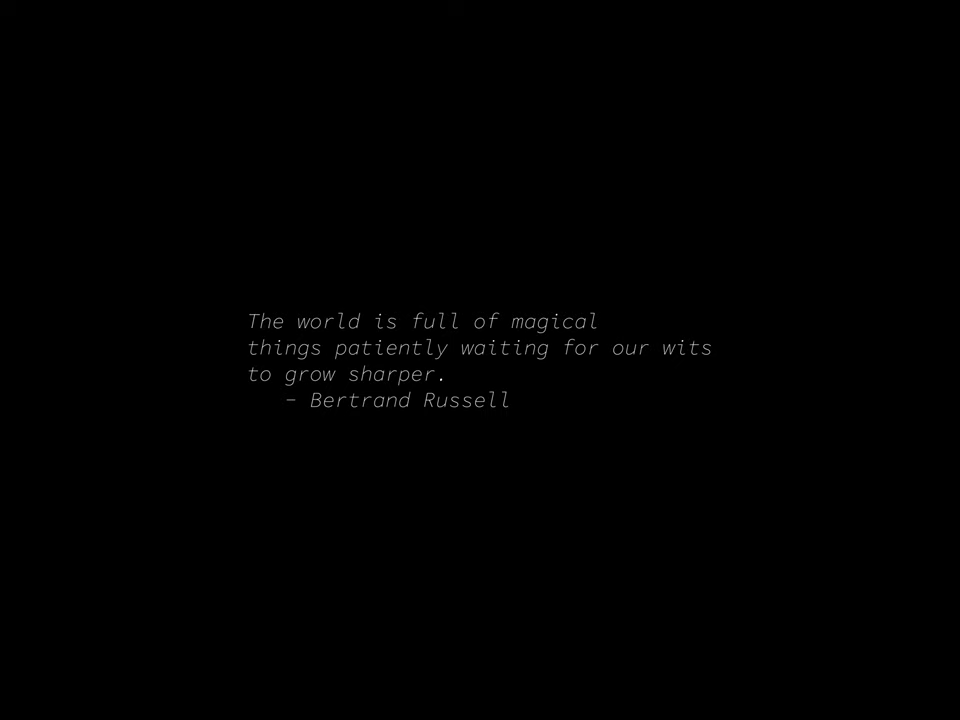 The world is full of magical
things patiently waiting for our wits
to grow sharper.
- Bertrand Russell